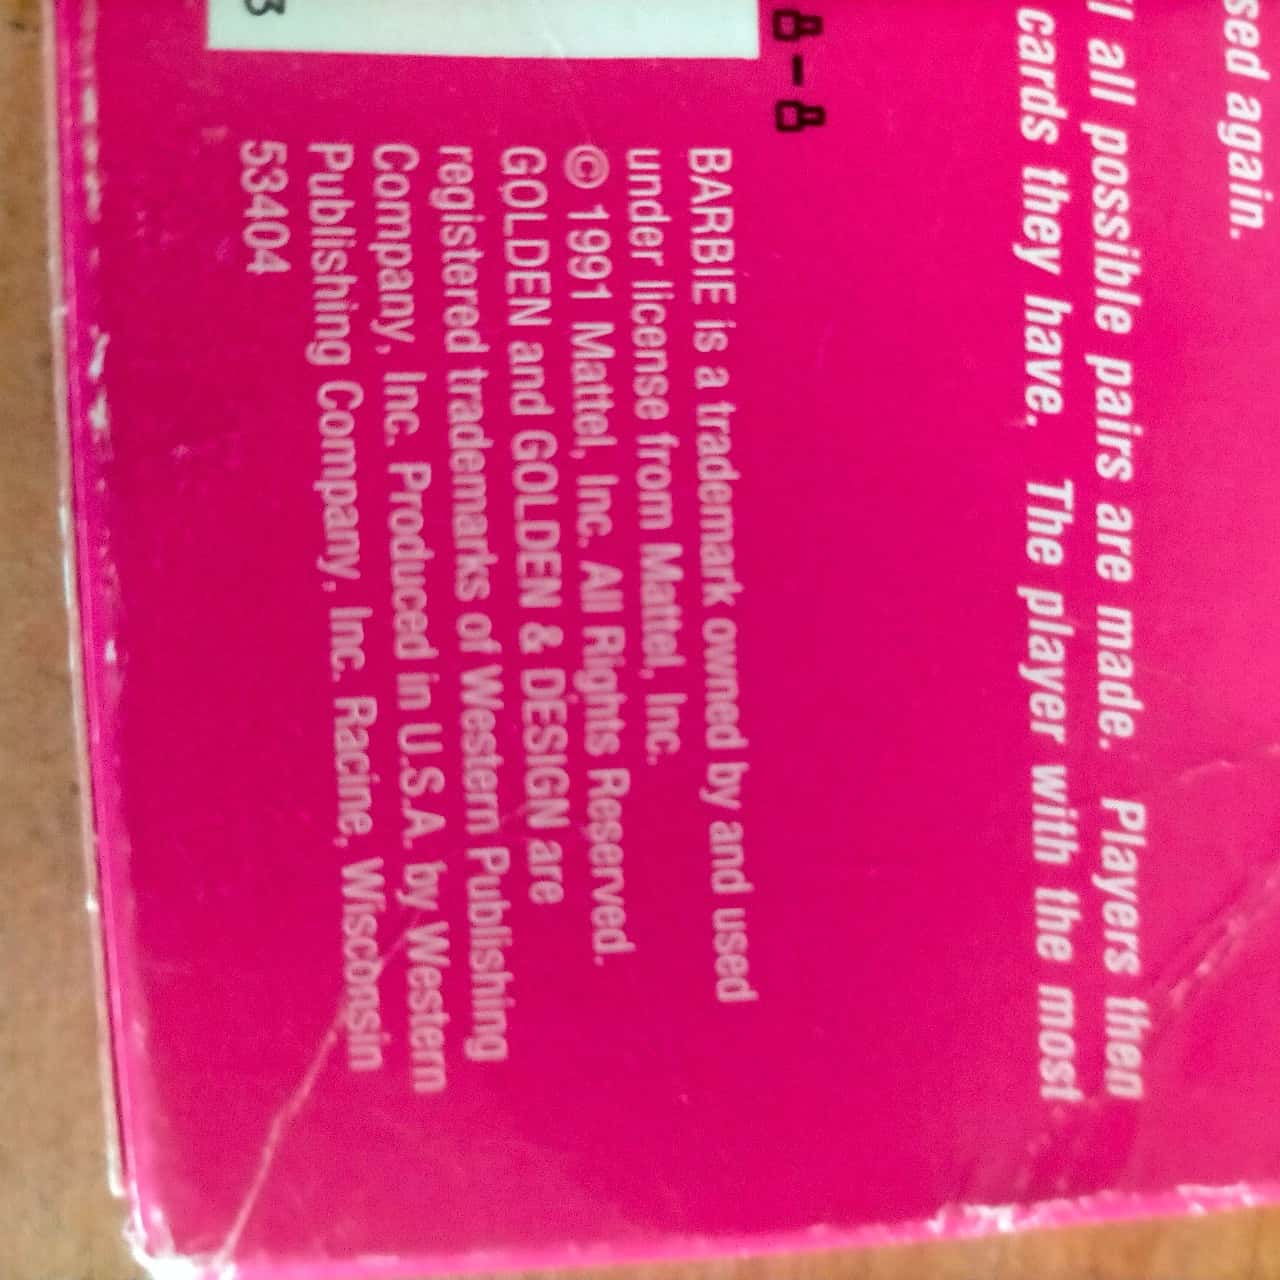 sed again.
l all possible pairs are made. Players then
cards they have. The player with the most
8-8
BARBIE is a trademark owned by and used
under license from Mattel, Inc.
© 1991 Mattel, Inc. All Rights Reserved.
GOLDEN and GOLDEN & DESIGN are
registered trademarks of Western Publishing
Company, Inc. Produced in U.S.A. by Western
Publishing Company, Inc. Racine, Wisconsin
53404
3